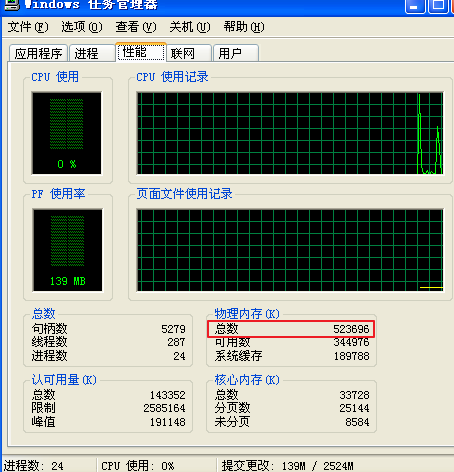 Windows 任务管理器
文件(F) 选项(O) 查看(V) 关机(U) 帮助(H)
应用程序 进程 性能 联网 用户
CPU 使用 CPU 使用记录
0 %
PF 使用率 页面文件使用记录
139 MB
总数 物理内存(K)
句柄数 5279 总数 523696
线程数 287 可用数 344976
进程数 24 系统缓存 189788
认可用量(K) 核心内存(K)
总数 143352 总数 33728
限制 2585164 分页数 25144
峰值 191148 未分页 8584
进程数: 24 CPU 使用: 0% 提交更改: 139M / 2524M